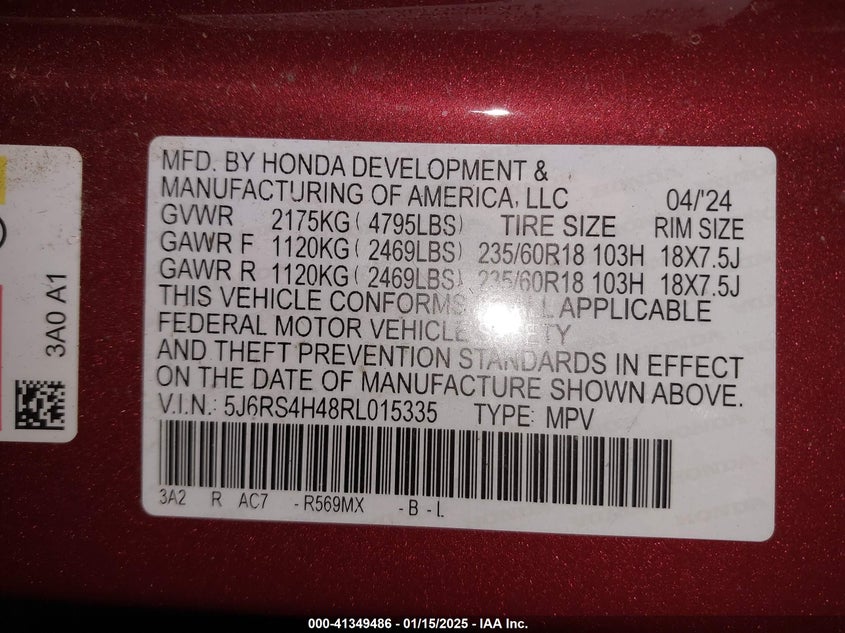 MFD. BY HONDA DEVELOPMENT &
MANUFACTURING OF AMERICA, LLC 04/'24
GVWR 2175KG ( 4795LBS) TIRE SIZE RIM SIZE
GAWR F 1120KG ( 2469LBS) 235/60R18 103H 18X7.5J
GAWR R 1120KG ( 2469LBS) 235/60R18 103H 18X7.5J
THIS VEHICLE CONFORMS ALL APPLICABLE
FEDERAL MOTOR VEHICLE SAFETY
AND THEFT PREVENTION STANDARDS IN EFFECT
ON THE DATE OF MANUFACTURE SHOWN ABOVE.
V.I.N.: 5J6RS4H48RL015335 TYPE: MPV
3A2 R AC7 -R569MX -B-L
3A0 A1
000-41349486 - 01/15/2025 - IAA Inc.